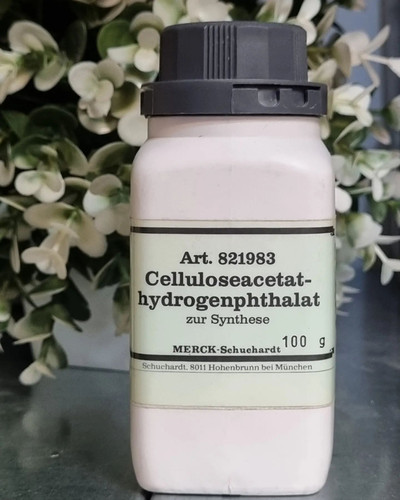 Art. 821983
Celluloseacetat-
hydrogenphthalat
zur Synthese
MERCK-Schuchardt 100 g
Schuchardt, 8011 Hohenbrunn bei München